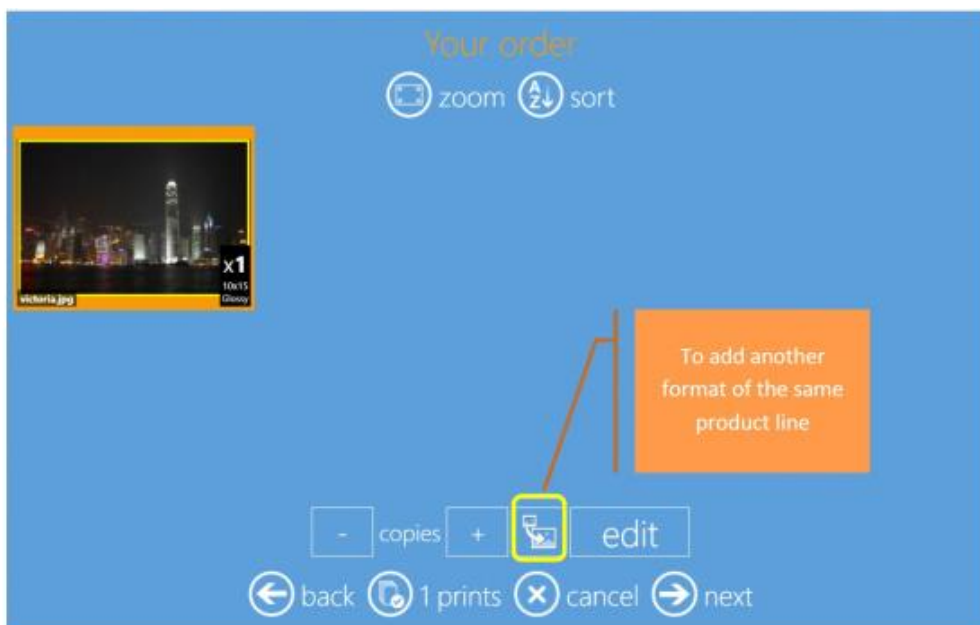 Your order
zoom sort
x1
10x15
Glossy
victoria.jpg
To add another
format of the same
product line
- copies + edit
back 1 prints cancel next